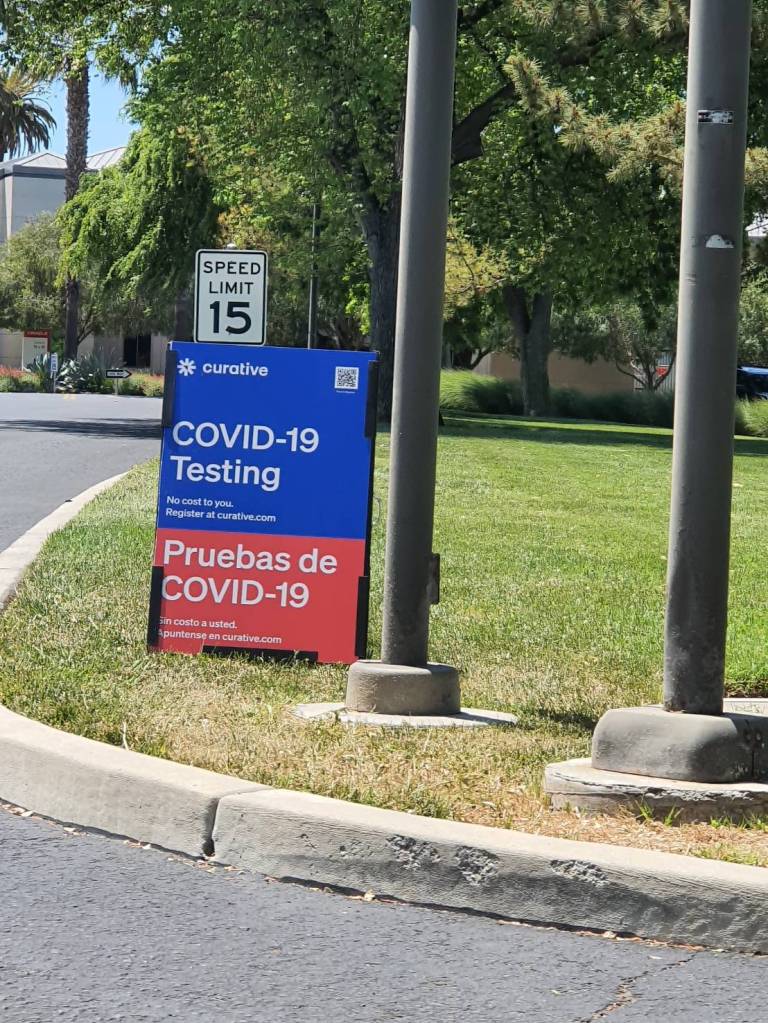 SPEED
LIMIT
15
curative
COVID-19
Testing
No cost to you.
Register at curative.com
Pruebas de
COVID-19
Sin costo a usted.
Apuntense en curative.com